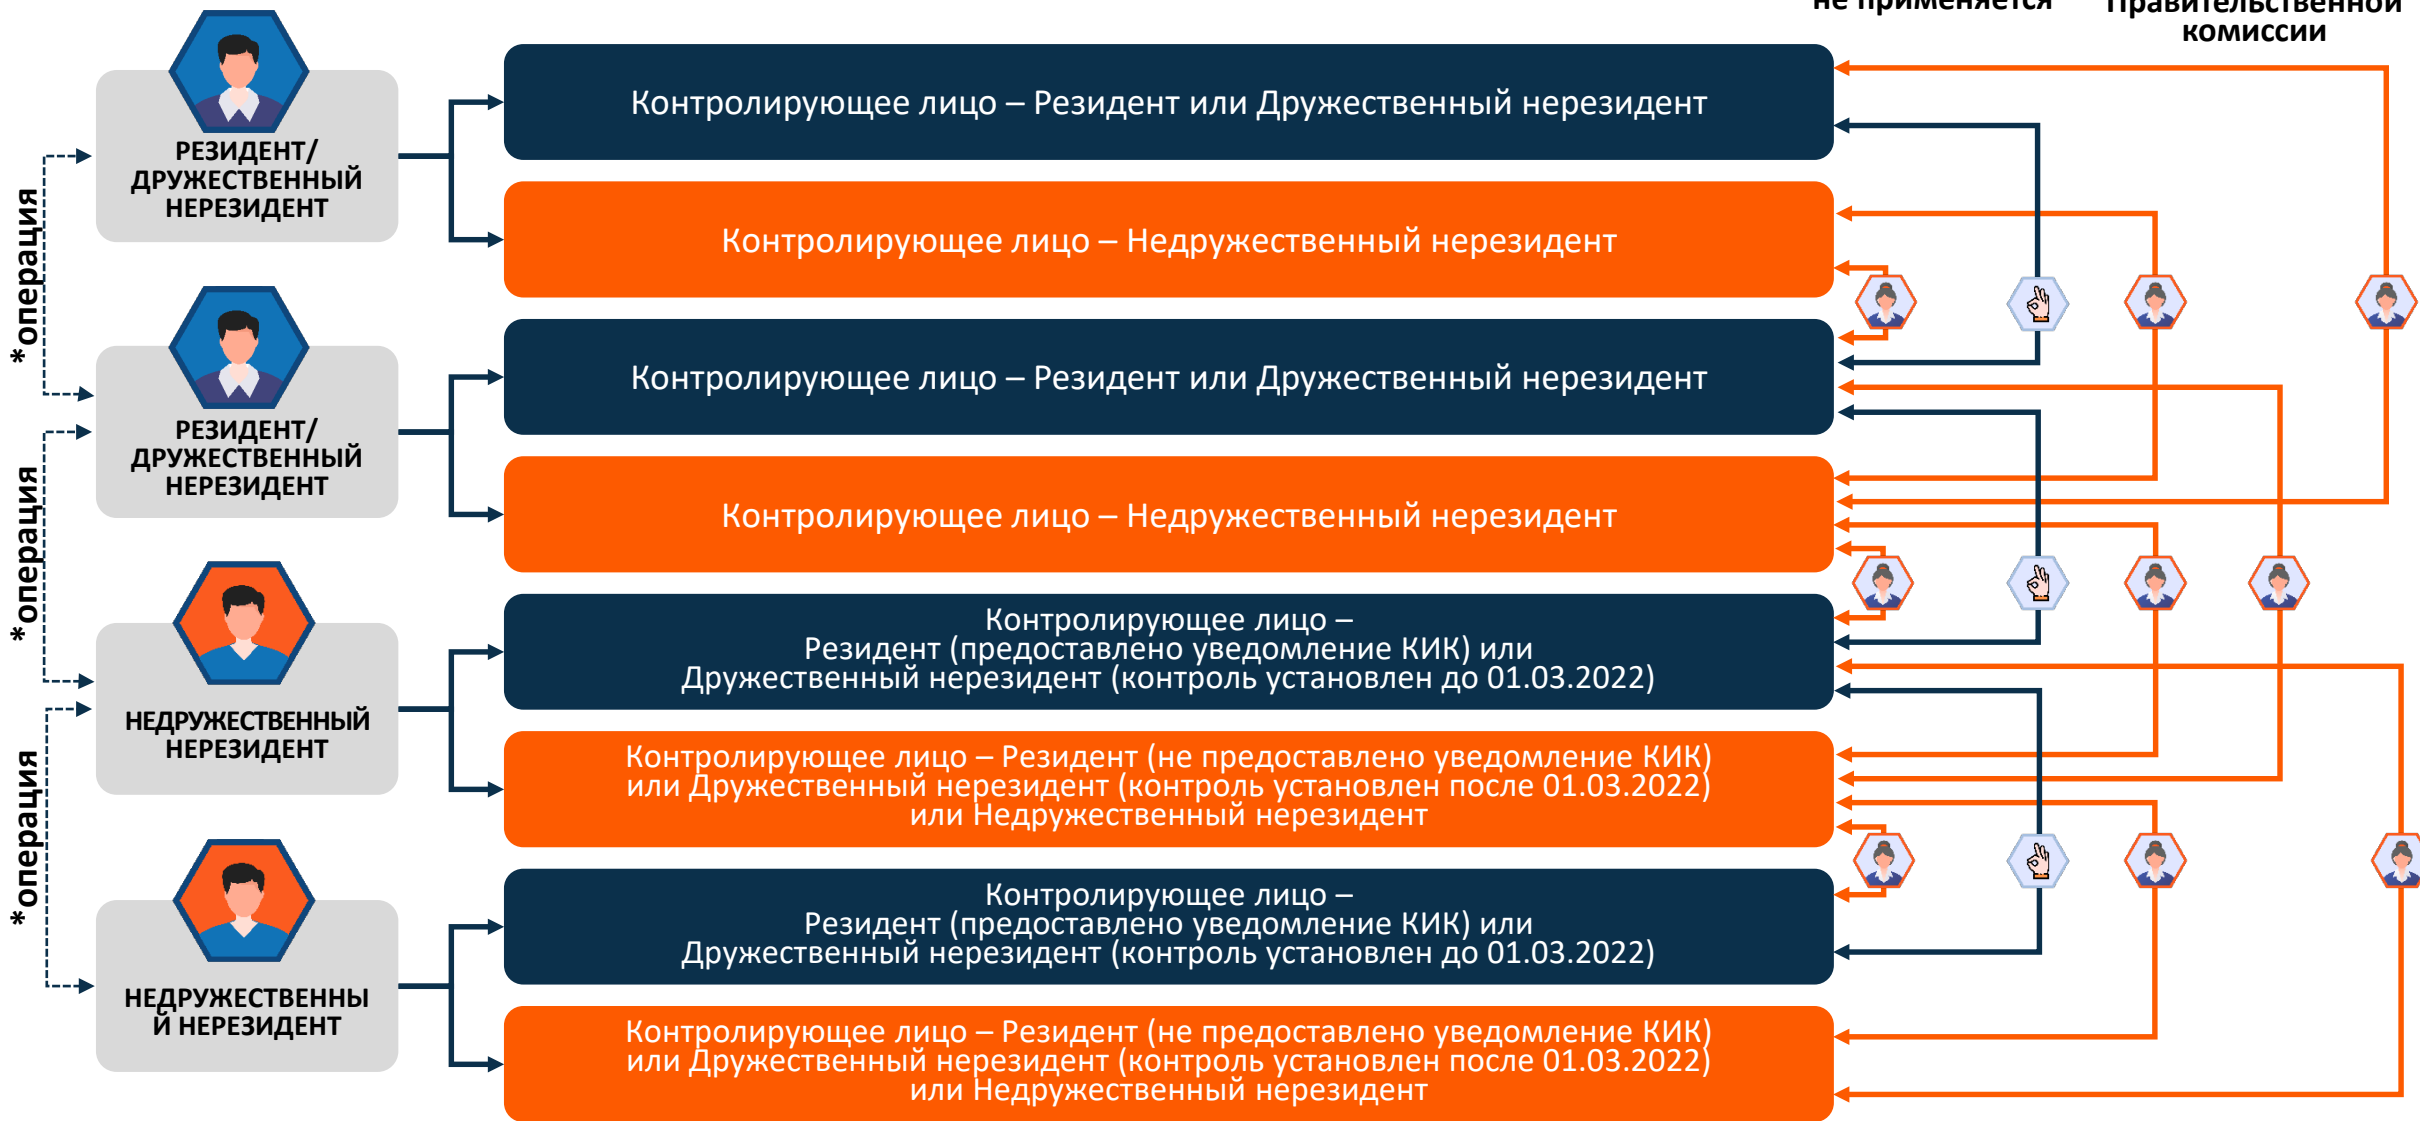 не применяется
Правительственной
комиссии
РЕЗИДЕНТ/
ДРУЖЕСТВЕННЫЙ
НЕРЕЗИДЕНТ
Контролирующее лицо – Резидент или Дружественный нерезидент
Контролирующее лицо – Недружественный нерезидент
*операция
РЕЗИДЕНТ/
ДРУЖЕСТВЕННЫЙ
НЕРЕЗИДЕНТ
Контролирующее лицо – Резидент или Дружественный нерезидент
Контролирующее лицо – Недружественный нерезидент
*операция
НЕДРУЖЕСТВЕННЫЙ
НЕРЕЗИДЕНТ
Контролирующее лицо –
Резидент (предоставлено уведомление КИК) или
Дружественный нерезидент (контроль установлен до 01.03.2022)
Контролирующее лицо – Резидент (не предоставлено уведомление КИК)
или Дружественный нерезидент (контроль установлен после 01.03.2022)
или Недружественный нерезидент
*операция
НЕДРУЖЕСТВЕННЫ
Й НЕРЕЗИДЕНТ
Контролирующее лицо –
Резидент (предоставлено уведомление КИК) или
Дружественный нерезидент (контроль установлен до 01.03.2022)
Контролирующее лицо – Резидент (не предоставлено уведомление КИК)
или Дружественный нерезидент (контроль установлен после 01.03.2022)
или Недружественный нерезидент